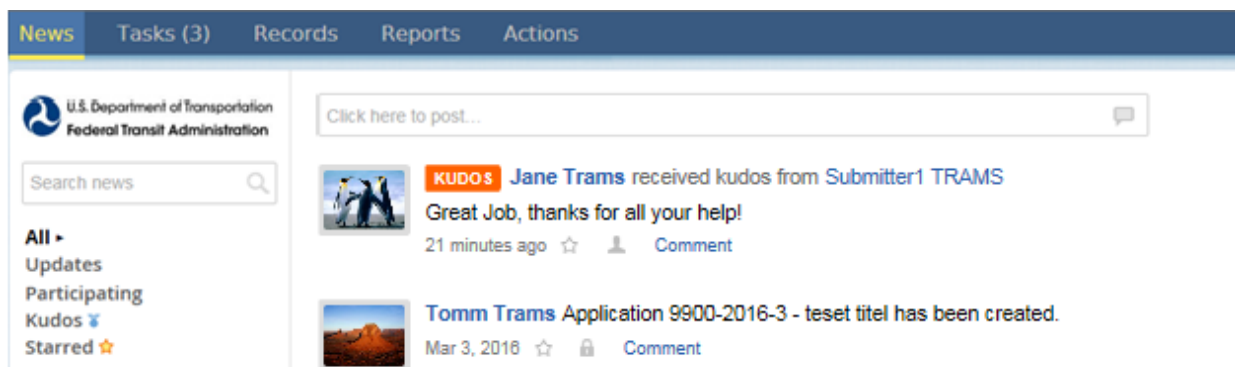 News Tasks (3) Records Reports Actions
U.S. Department of Transportation
Federal Transit Administration
Search news
All
Updates
Participating
Kudos
Starred
Click here to post...
KUDOS Jane Trams received kudos from Submitter1 TRAMS
Great Job, thanks for all your help!
21 minutes ago Comment
Tomm Trams Application 9900-2016-3 - teset titel has been created.
Mar 3, 2016 Comment